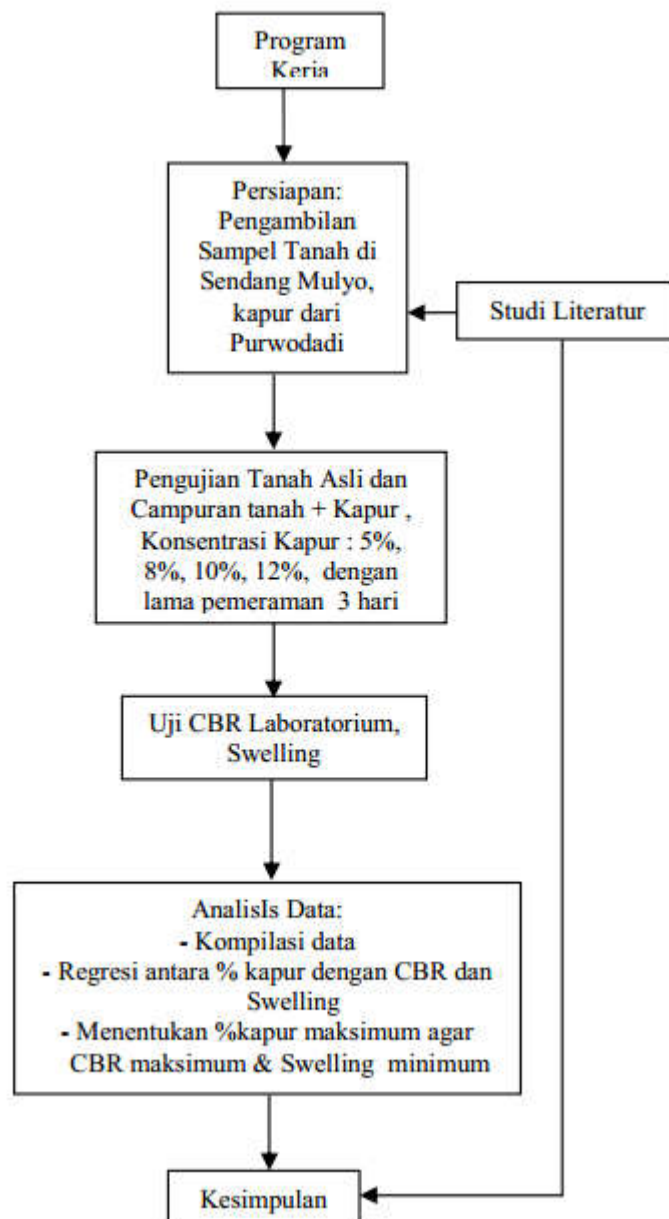 Program
Kerja
Persiapan:
Pengambilan
Sampel Tanah di
Sendang Mulyo,
kapur dari
Purwodadi
Studi Literatur
Pengujian Tanah Asli dan
Campuran tanah + Kapur ,
Konsentrasi Kapur : 5%,
8%, 10%, 12%, dengan
lama pemeraman 3 hari
Uji CBR Laboratorium,
Swelling
AnalisIs Data:
- Kompilasi data
- Regresi antara % kapur dengan CBR dan
Swelling
- Menentukan %kapur maksimum agar
CBR maksimum & Swelling minimum
Kesimpulan